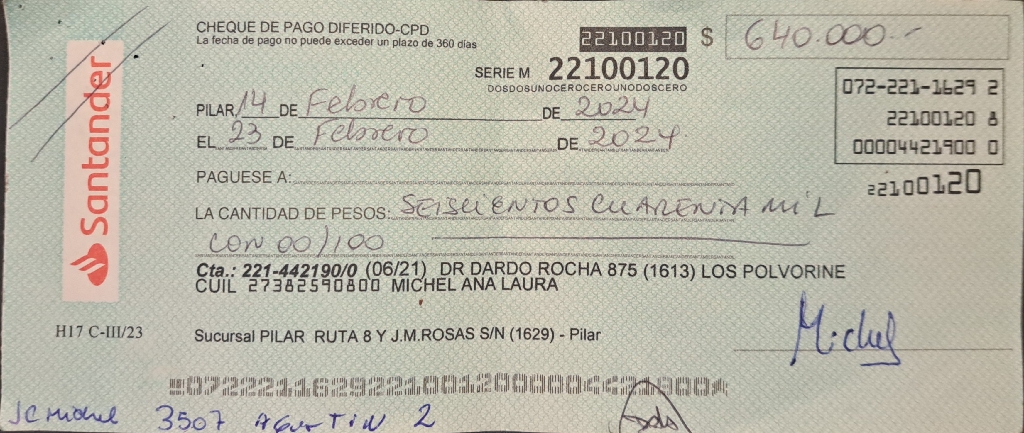 Santander
CHEQUE DE PAGO DIFERIDO-CPD
La fecha de pago no puede exceder un plazo de 360 días
22100120 $ 640.000.-
SERIE M 22100120
DOSDOSUNOCEROCEROUNODOSCERO
072-221-1629 2
22100120 8
00004421900 0
22100120
PILAR, 14 DE Febrero DE 2024
EL 23 DE Febrero DE 2024
PAGUESE A:
LA CANTIDAD DE PESOS: SEISCIENTOS CUARENTA MIL
CON 00/100
Cta.: 221-442190/0 (06/21) DR DARDO ROCHA 875 (1613) LOS POLVORINE
CUIL 27382590800 MICHEL ANA LAURA
H17 C-III/23
Sucursal PILAR RUTA 8 Y J.M.ROSAS S/N (1629) - Pilar
Michel
JC Michel 3507 AGUSTIN 2